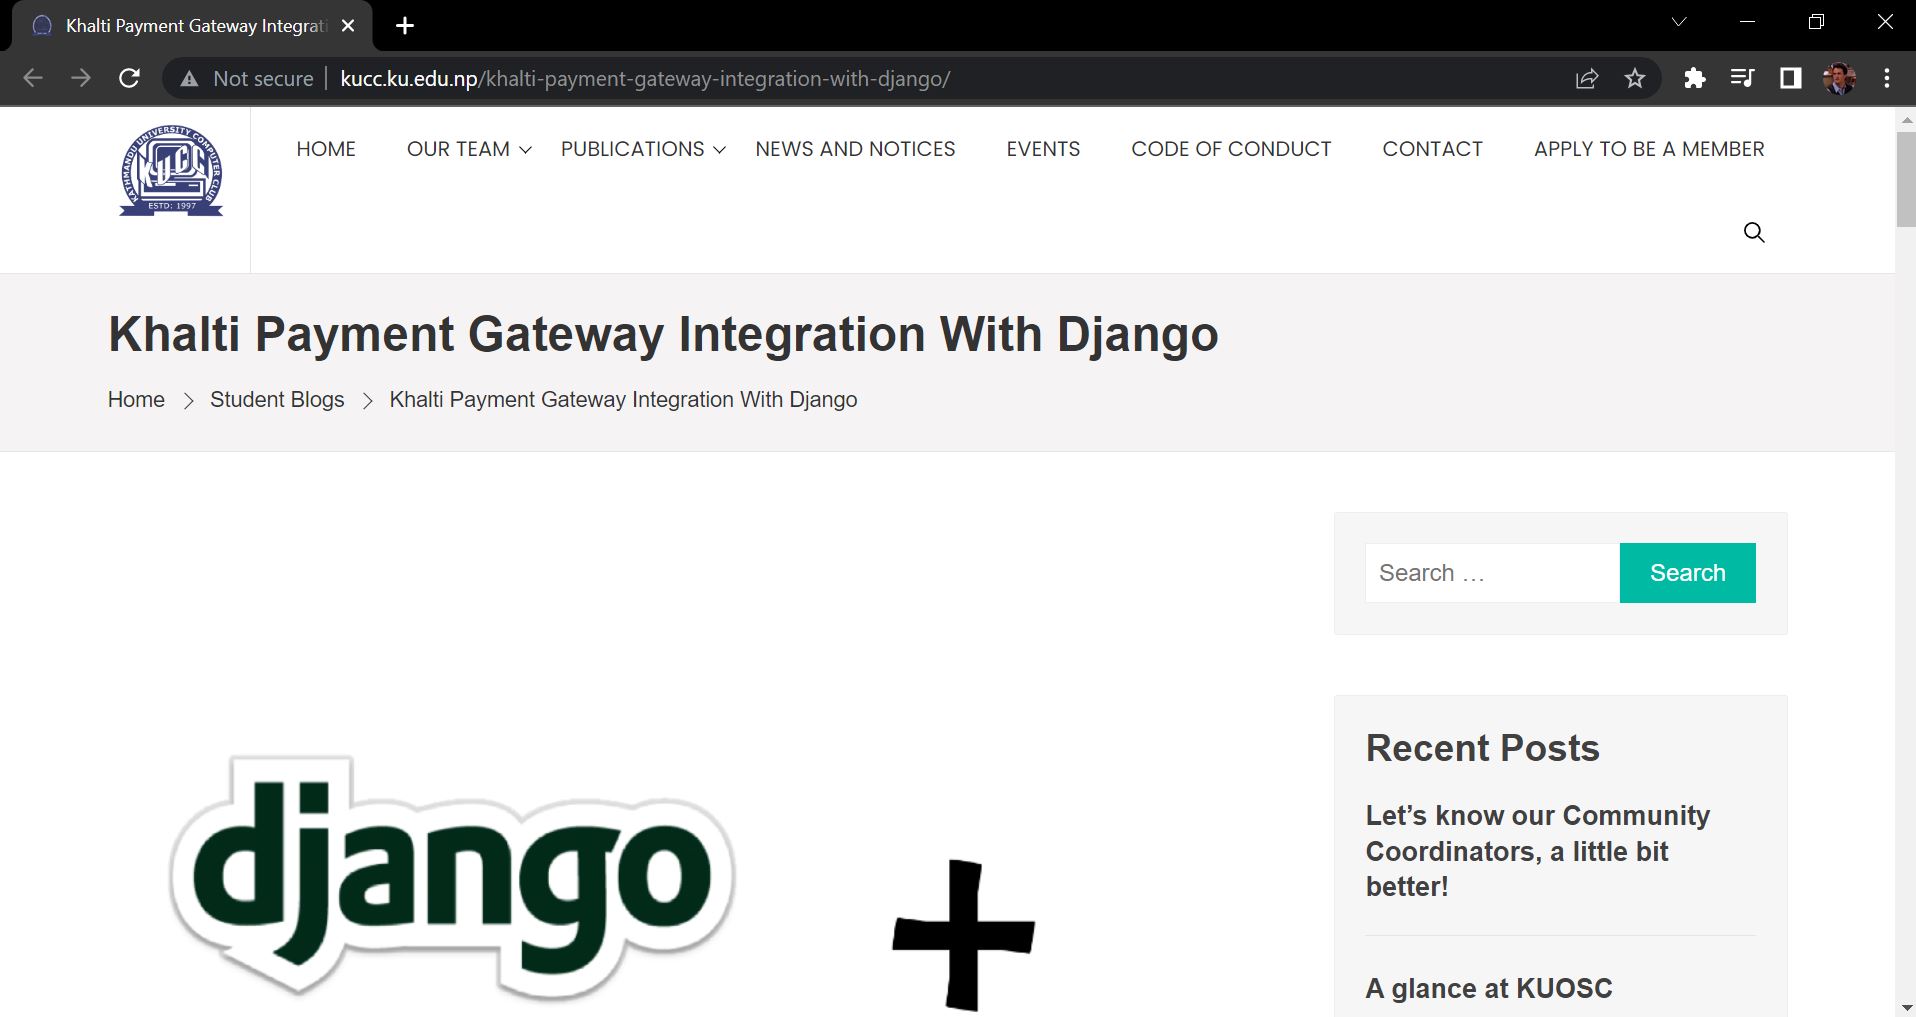 Khalti Payment Gateway Integrati
Not secure
kucc.ku.edu.np/khalti-payment-gateway-integration-with-django/
KATHMANDU UNIVERSITY COMPUTER CLUB
KUCC
ESTD: 1997
HOME
OUR TEAM
PUBLICATIONS
NEWS AND NOTICES
EVENTS
CODE OF CONDUCT
CONTACT
APPLY TO BE A MEMBER
Khalti Payment Gateway Integration With Django
Home
Student Blogs
Khalti Payment Gateway Integration With Django
django
+
Search …
Search
Recent Posts
Let’s know our Community
Coordinators, a little bit
better!
A glance at KUOSC